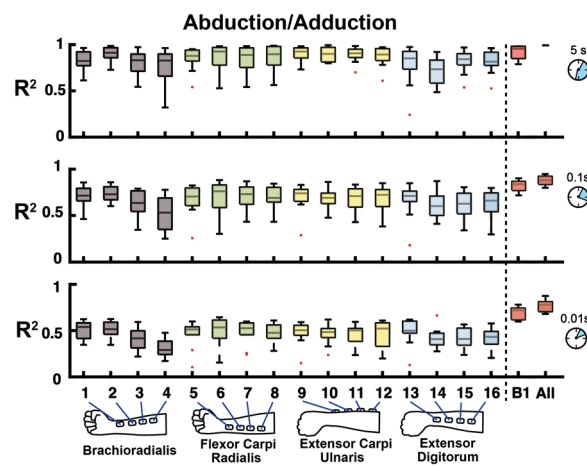 Abduction/Adduction
1
R²
0.5
0
5 s
1
R²
0.5
0
0.1s
1
R²
0.5
0
0.01s
1 2 3 4 5 6 7 8 9 10 11 12 13 14 15 16 B1 All
Brachioradialis
Flexor Carpi
Radialis
Extensor Carpi
Ulnaris
Extensor
Digitorum